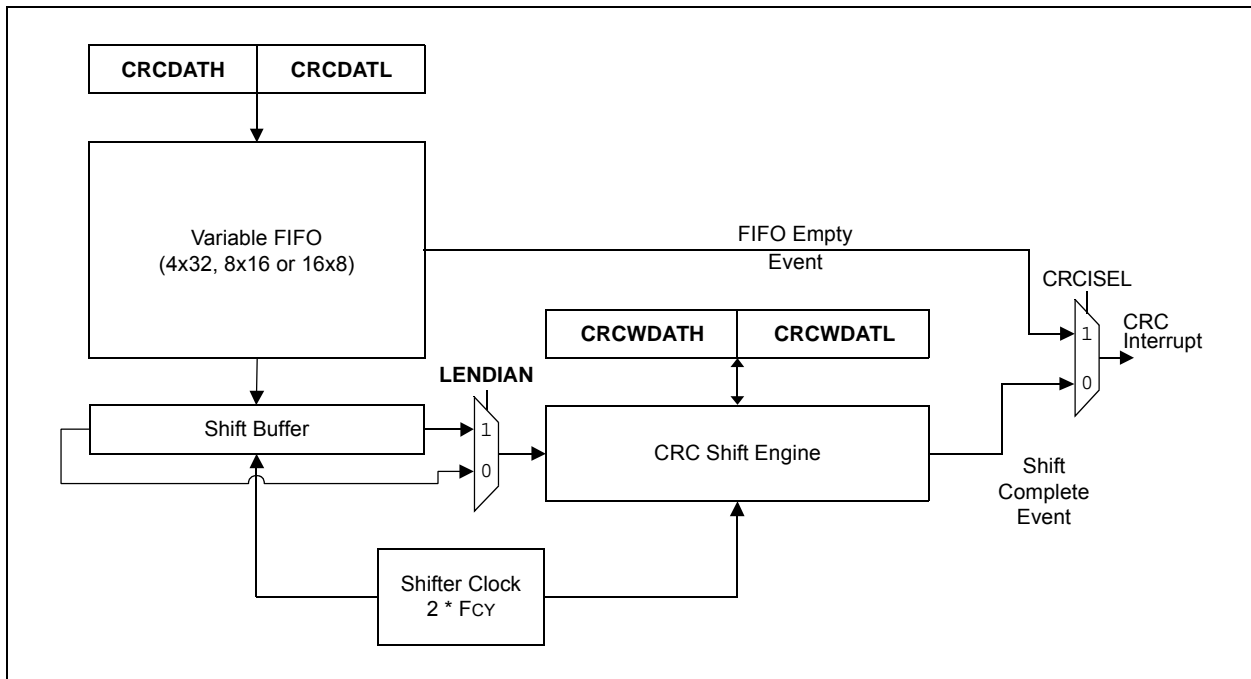 CRCDATH CRCDATL
Variable FIFO
(4x32, 8x16 or 16x8)
FIFO Empty
Event
CRCISEL
1
0
CRC
Interrupt
CRCWDATH CRCWDATL
LENDIAN
Shift Buffer
1
0
CRC Shift Engine
Shift
Complete
Event
Shifter Clock
2 * FCY